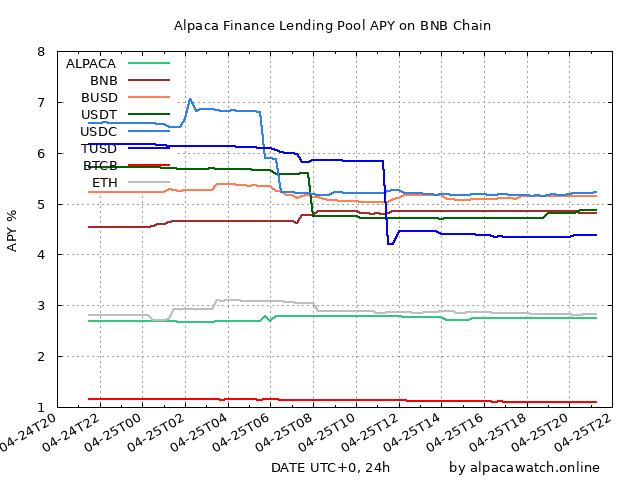 Alpaca Finance Lending Pool APY on BNB Chain
8
7
6
5
4
3
2
1
APY %
ALPACA
BNB
BUSD
USDT
USDC
TUSD
BTCB
ETH
04-24T20
04-24T22
04-25T00
04-25T02
04-25T04
04-25T06
04-25T08
04-25T10
04-25T12
04-25T14
04-25T16
04-25T18
04-25T20
04-25T22
DATE UTC+0, 24h
by alpacawatch.online